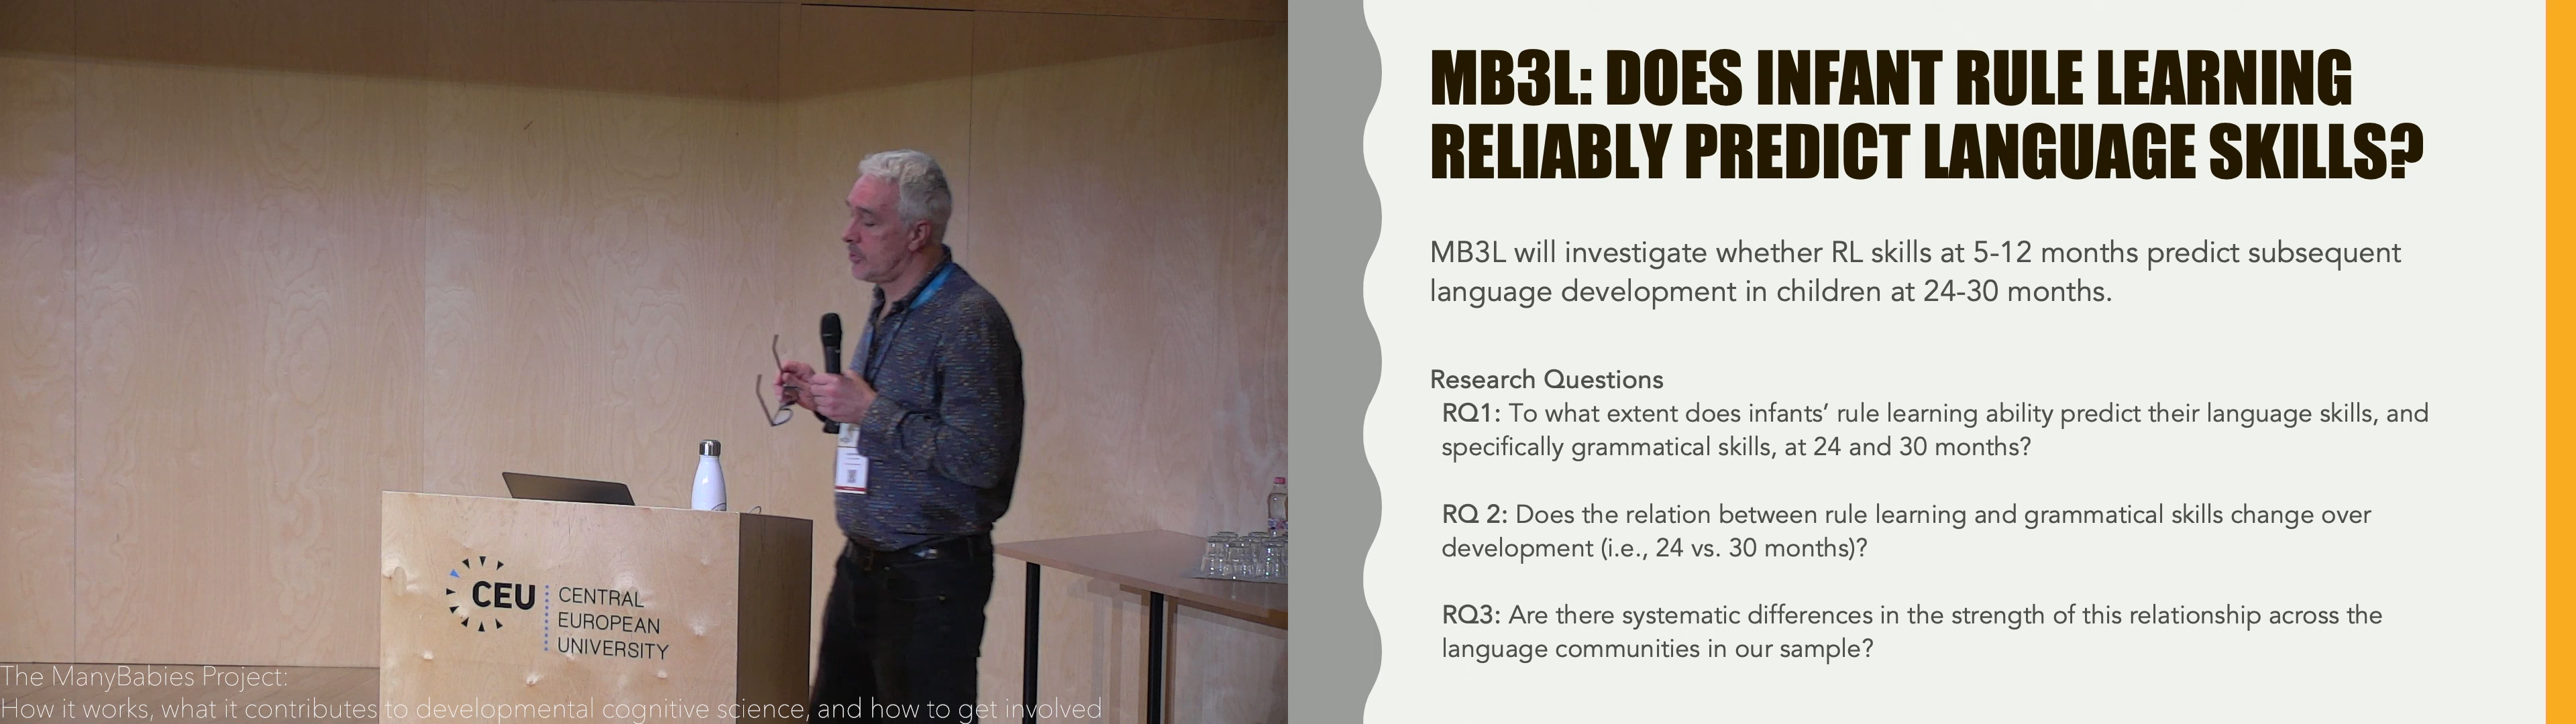 CEU
CENTRAL
EUROPEAN
UNIVERSITY
The ManyBabies Project:
How it works, what it contributes to developmental cognitive science, and how to get involved
MB3L: DOES INFANT RULE LEARNING
RELIABLY PREDICT LANGUAGE SKILLS?
MB3L will investigate whether RL skills at 5-12 months predict subsequent
language development in children at 24-30 months.
Research Questions
RQ1: To what extent does infants’ rule learning ability predict their language skills, and
specifically grammatical skills, at 24 and 30 months?
RQ 2: Does the relation between rule learning and grammatical skills change over
development (i.e., 24 vs. 30 months)?
RQ3: Are there systematic differences in the strength of this relationship across the
language communities in our sample?